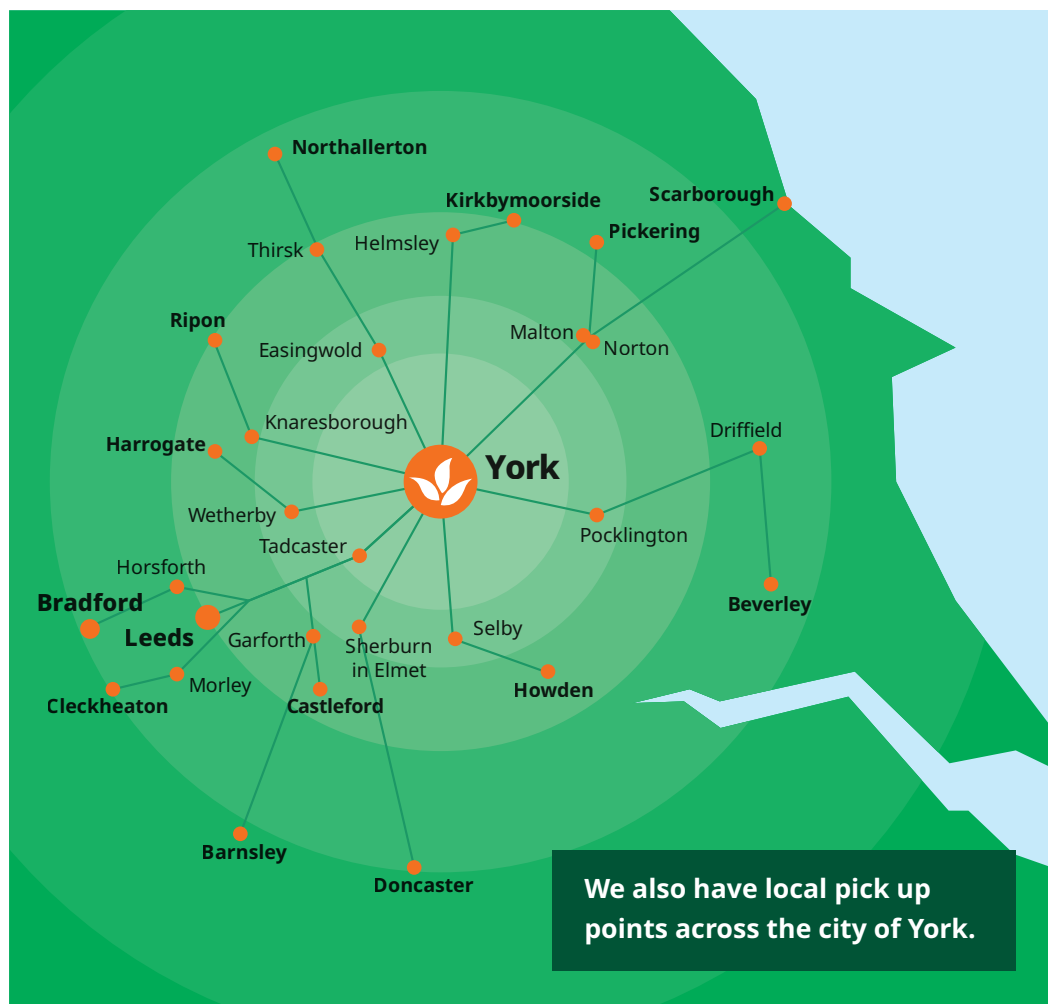 Northallerton
Scarborough
Kirkbymoorside
Pickering
Thirsk
Helmsley
Ripon
Malton
Easingwold
Norton
Knaresborough
Driffield
Harrogate
York
Wetherby
Pocklington
Tadcaster
Horsforth
Bradford
Beverley
Selby
Leeds
Garforth
Sherburn
in Elmet
Morley
Howden
Cleckheaton
Castleford
Barnsley
Doncaster
We also have local pick up
points across the city of York.